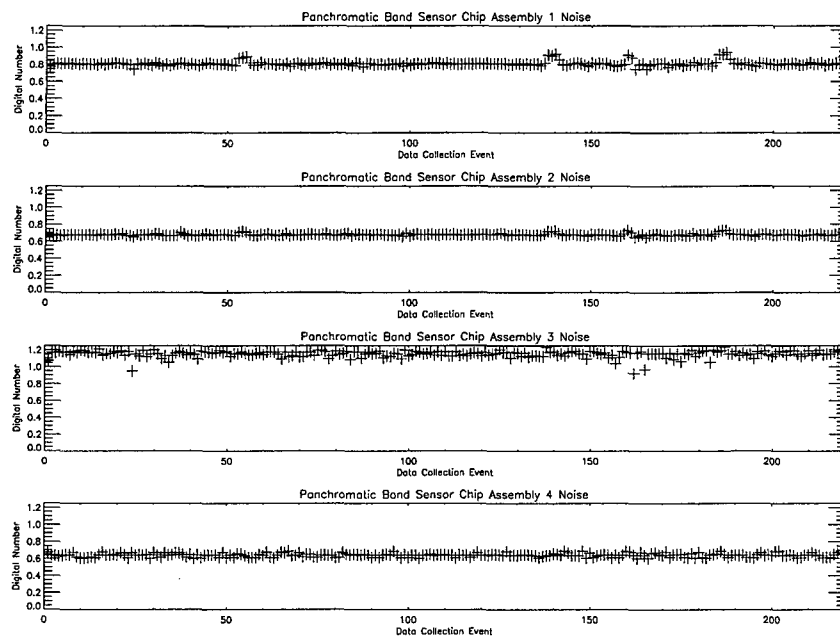 Panchromatic Band Sensor Chip Assembly 1 Noise
Digital Number
1.2
1.0
0.8
0.6
0.4
0.2
0.0
0 50 100 150 200
Data Collection Event
Panchromatic Band Sensor Chip Assembly 2 Noise
Digital Number
1.2
1.0
0.8
0.6
0.4
0.2
0.0
0 50 100 150 200
Data Collection Event
Panchromatic Band Sensor Chip Assembly 3 Noise
Digital Number
1.2
1.0
0.8
0.6
0.4
0.2
0.0
0 50 100 150 200
Data Collection Event
Panchromatic Band Sensor Chip Assembly 4 Noise
Digital Number
1.2
1.0
0.8
0.6
0.4
0.2
0.0
0 50 100 150 200
Data Collection Event